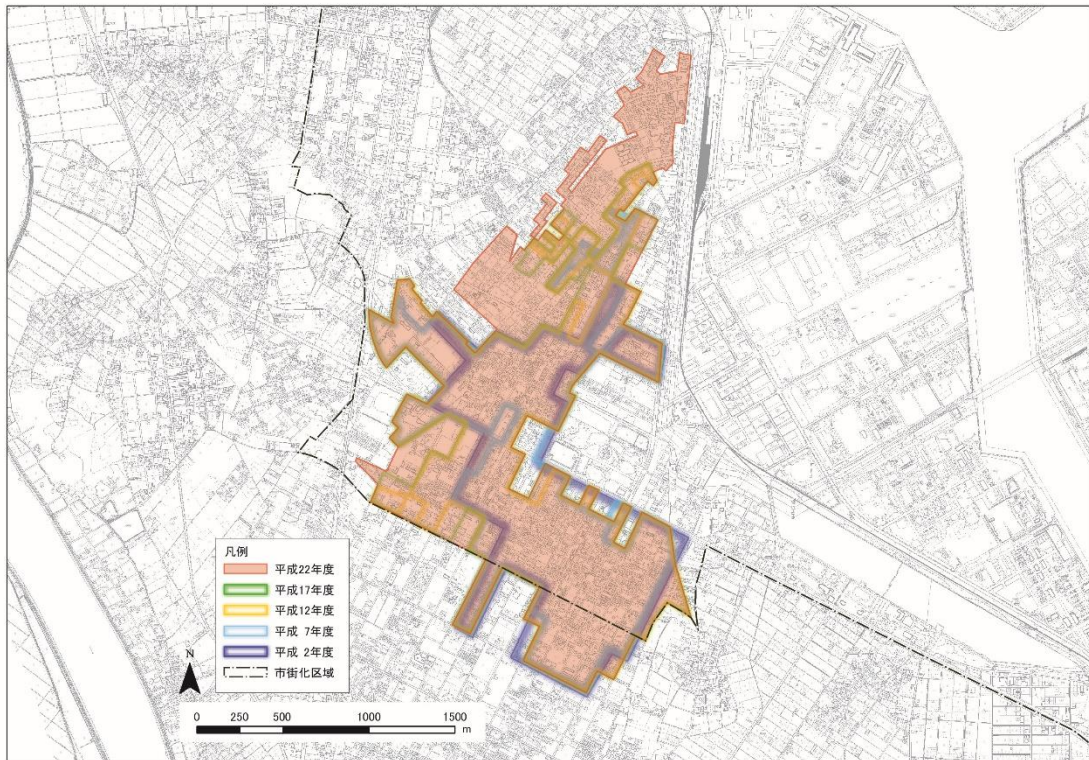 凡例
平成22年度
平成17年度
平成12年度
平成 7年度
平成 2年度
市街化区域
N
0 250 500 1000 1500
m